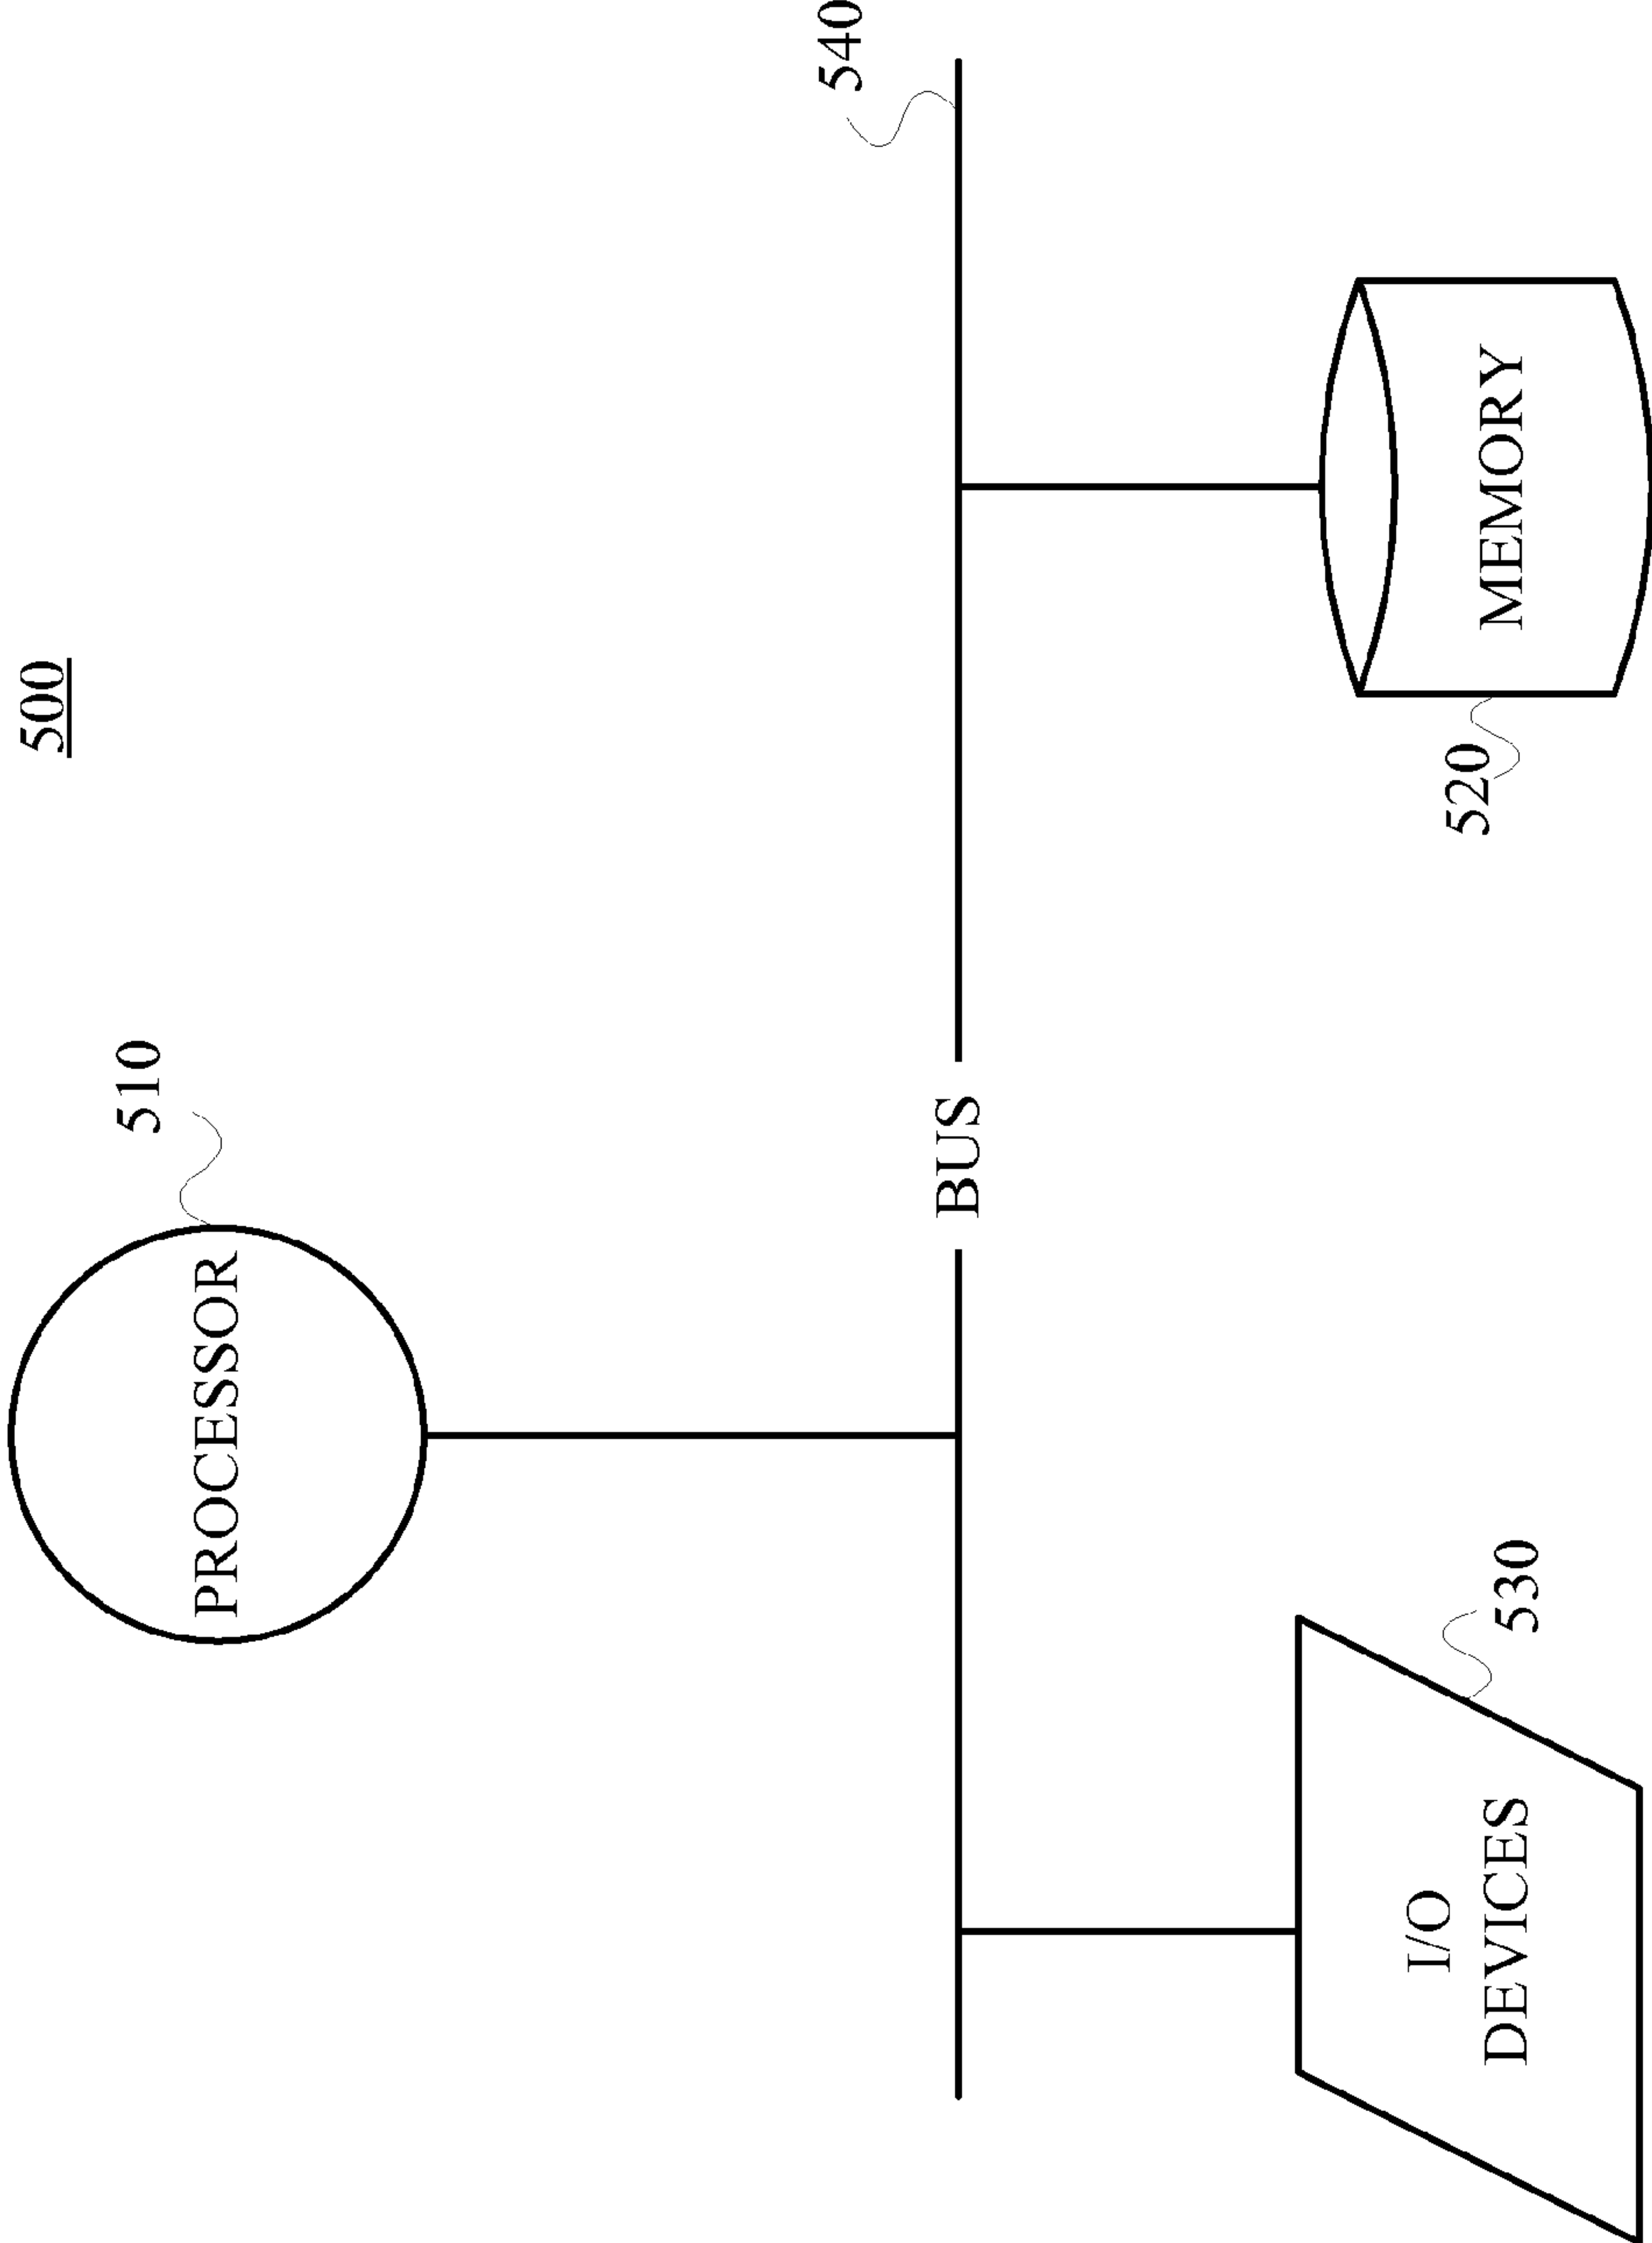 500
510
PROCESSOR
540
BUS
530
I/O
DEVICES
520
MEMORY